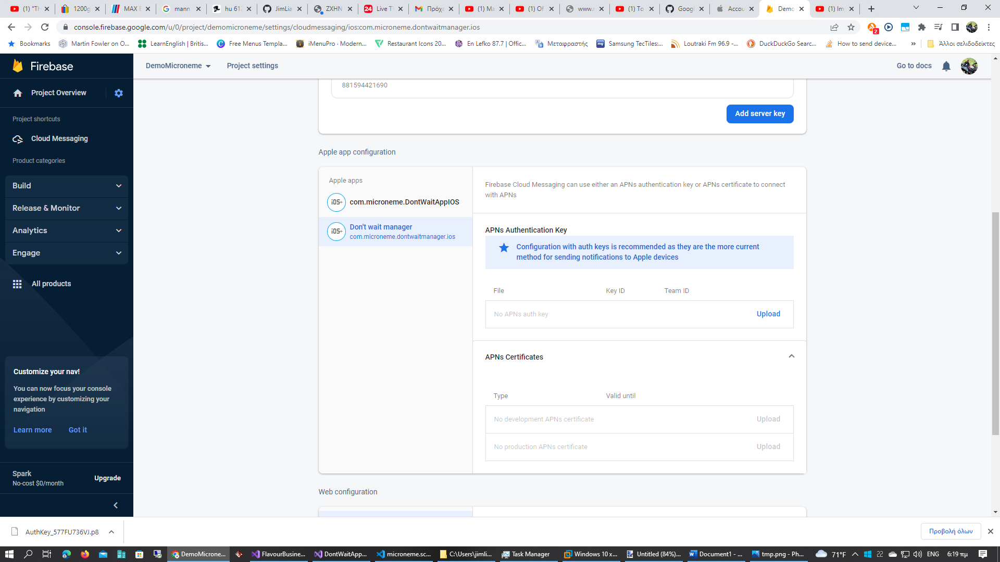 (1) "Th
1200g
MAX E
mann
hu 612
JimLia
ZXHN
Live T
Πρόχε
(1) Ma
(1) Of
www.
(1) To
Googl
Accou
Demo
(1) Im
console.firebase.google.com/u/0/project/demomicroneme/settings/cloudmessaging/ios:com.microneme.dontwaitmanager.ios
2
Bookmarks
Martin Fowler on O...
LearnEnglish | Britis...
Free Menus Templa...
iMenuPro · Modern...
Restaurant Icons 20...
En Lefko 87.7 | Offic...
Μεταφραστής
Samsung TecTiles:...
Loutraki Fm 96.9 -...
DuckDuckGo Searc...
How to send device...
»
Άλλοι σελιδοδείκτες
Firebase
DemoMicroneme
Project settings
Go to docs
Project Overview
Project shortcuts
Cloud Messaging
Product categories
Build
Release & Monitor
Analytics
Engage
All products
Customize your nav!
You can now focus your console
experience by customizing your
navigation
Learn more
Got it
Spark
No-cost $0/month
Upgrade
881594421690
Add server key
Apple app configuration
Apple apps
iOS+
com.microneme.DontWaitAppIOS
iOS+
Don't wait manager
com.microneme.dontwaitmanager.ios
Firebase Cloud Messaging can use either an APNs authentication key or APNs certificate to connect
with APNs
APNs Authentication Key
Configuration with auth keys is recommended as they are the more current
method for sending notifications to Apple devices
File
Key ID
Team ID
No APNs auth key
Upload
APNs Certificates
Type
Valid until
No development APNs certificate
Upload
No production APNs certificate
Upload
Web configuration
AuthKey_577FU736VJ.p8
Προβολή όλων
DemoMicrone...
FlavourBusine...
DontWaitApp...
microneme.sc...
C:\Users\jimli...
Task Manager
Windows 10 x...
Untitled (84%)...
Document1 - ...
tmp.png - Ph...
71°F
22
ENG
6:19 πμ